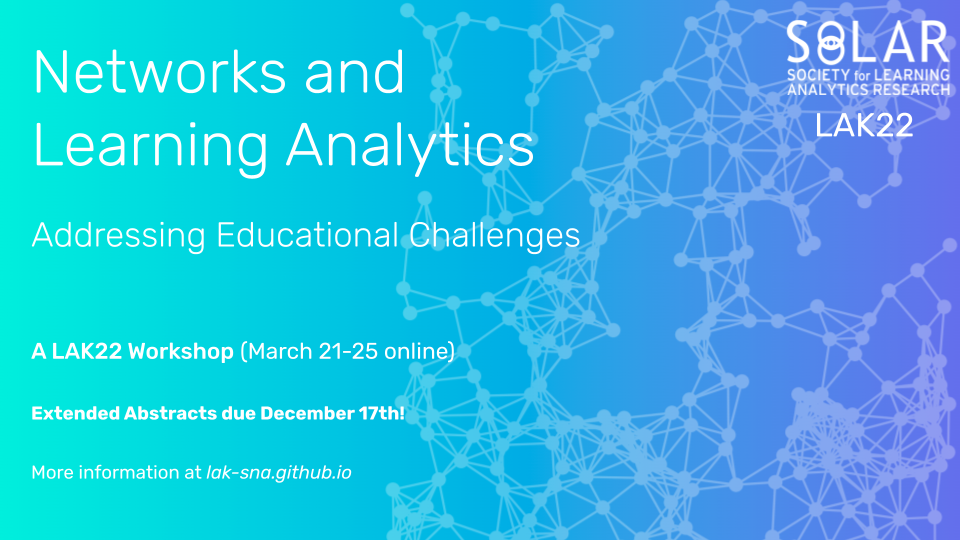 Networks and
Learning Analytics
Addressing Educational Challenges
A LAK22 Workshop (March 21-25 online)
Extended Abstracts due December 17th!
More information at lak-sna.github.io
SOLAR
SOCIETY for LEARNING
ANALYTICS RESEARCH
LAK22